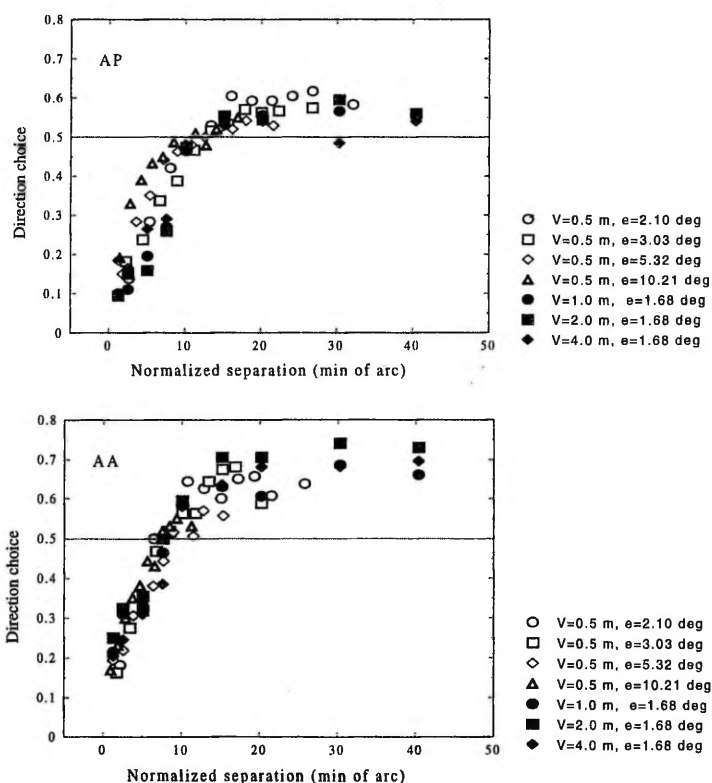 0.8
0.7
0.6
0.5
0.4
0.3
0.2
0.1
0
AP
Direction choice
0 10 20 30 40 50
Normalized separation (min of arc)
V=0.5 m, e=2.10 deg
V=0.5 m, e=3.03 deg
V=0.5 m, e=5.32 deg
V=0.5 m, e=10.21 deg
V=1.0 m, e=1.68 deg
V=2.0 m, e=1.68 deg
V=4.0 m, e=1.68 deg
0.8
0.7
0.6
0.5
0.4
0.3
0.2
0.1
AA
Direction choice
0 10 20 30 40 50
Normalized separation (min of arc)
V=0.5 m, e=2.10 deg
V=0.5 m, e=3.03 deg
V=0.5 m, e=5.32 deg
V=0.5 m, e=10.21 deg
V=1.0 m, e=1.68 deg
V=2.0 m, e=1.68 deg
V=4.0 m, e=1.68 deg